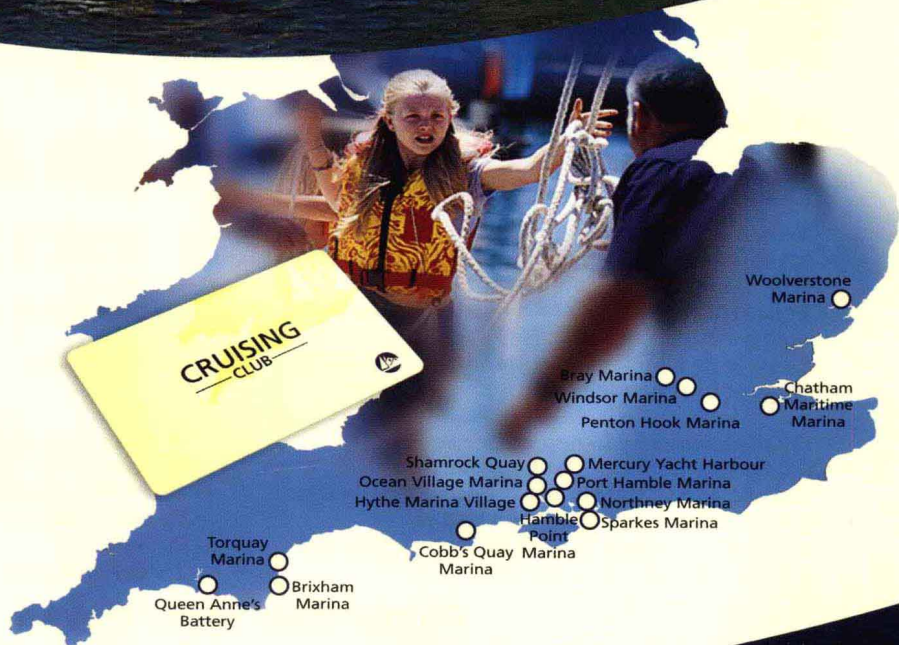 CRUISING
CLUB
Woolverstone
Marina
Bray Marina
Windsor Marina
Penton Hook Marina
Chatham
Maritime
Marina
Shamrock Quay
Mercury Yacht Harbour
Ocean Village Marina
Port Hamble Marina
Hythe Marina Village
Northney Marina
Hamble
Point
Marina
Sparkes Marina
Cobb's Quay
Marina
Torquay
Marina
Brixham
Marina
Queen Anne's
Battery